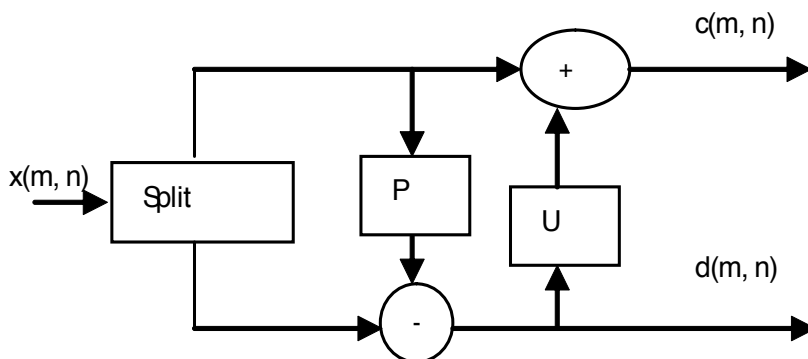 c(m, n)
+
x(m, n)
Split
P
U
d(m, n)
-